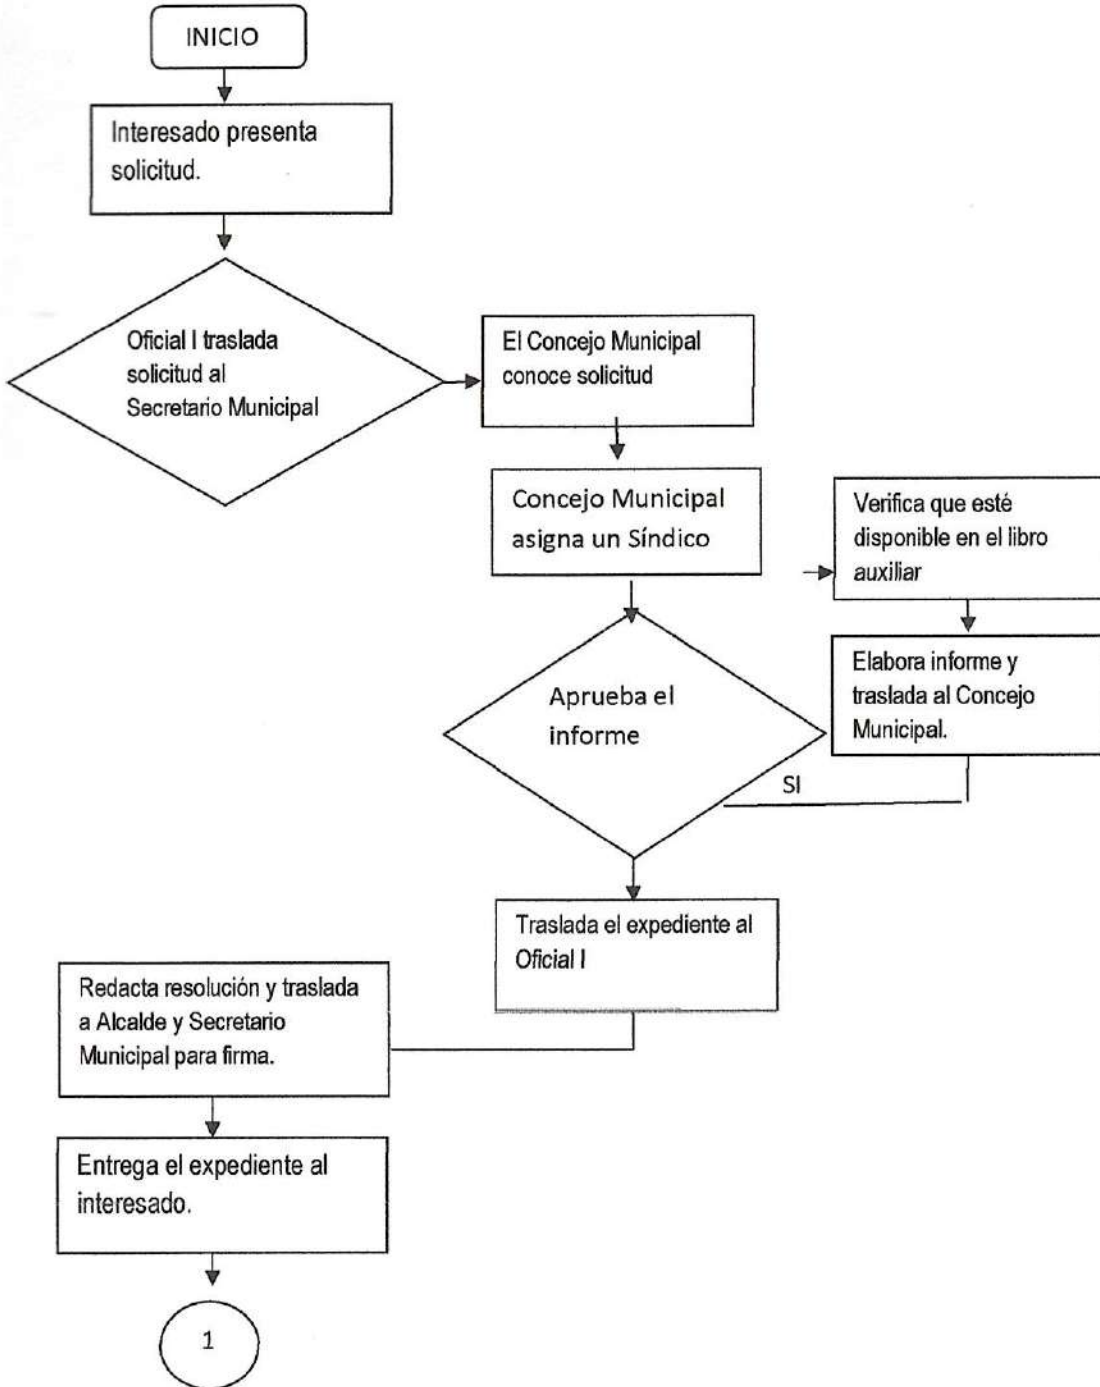 INICIO
Interesado presenta
solicitud.
Oficial I traslada
solicitud al
Secretario Municipal
El Concejo Municipal
conoce solicitud
Concejo Municipal
asigna un Síndico
Verifica que esté
disponible en el libro
auxiliar
Elabora informe y
traslada al Concejo
Municipal.
Aprueba el
informe
SI
Traslada el expediente al
Oficial I
Redacta resolución y traslada
a Alcalde y Secretario
Municipal para firma.
Entrega el expediente al
interesado.
1